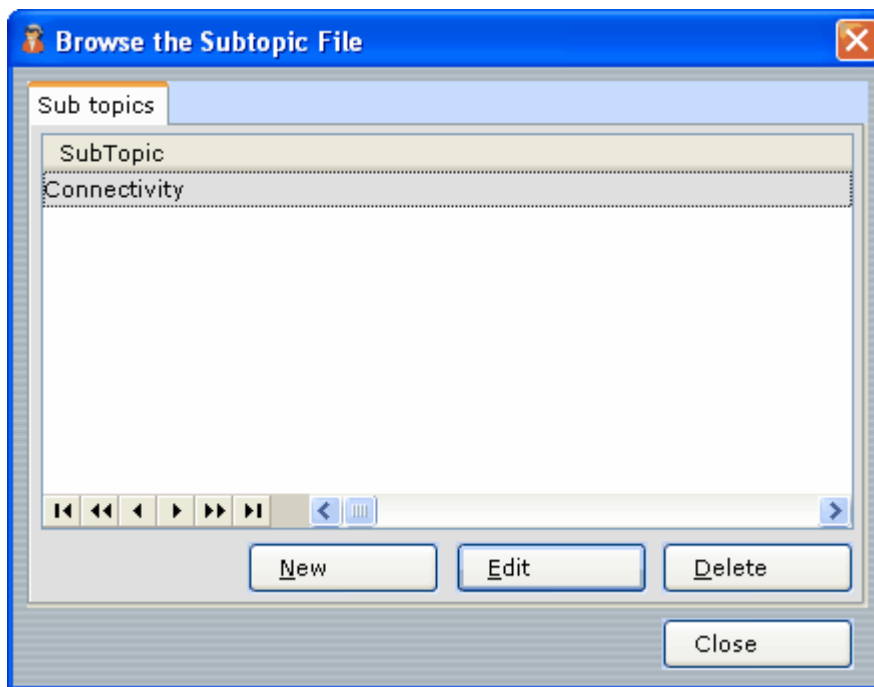 Browse the Subtopic File
Sub topics
SubTopic
Connectivity
New Edit Delete
Close